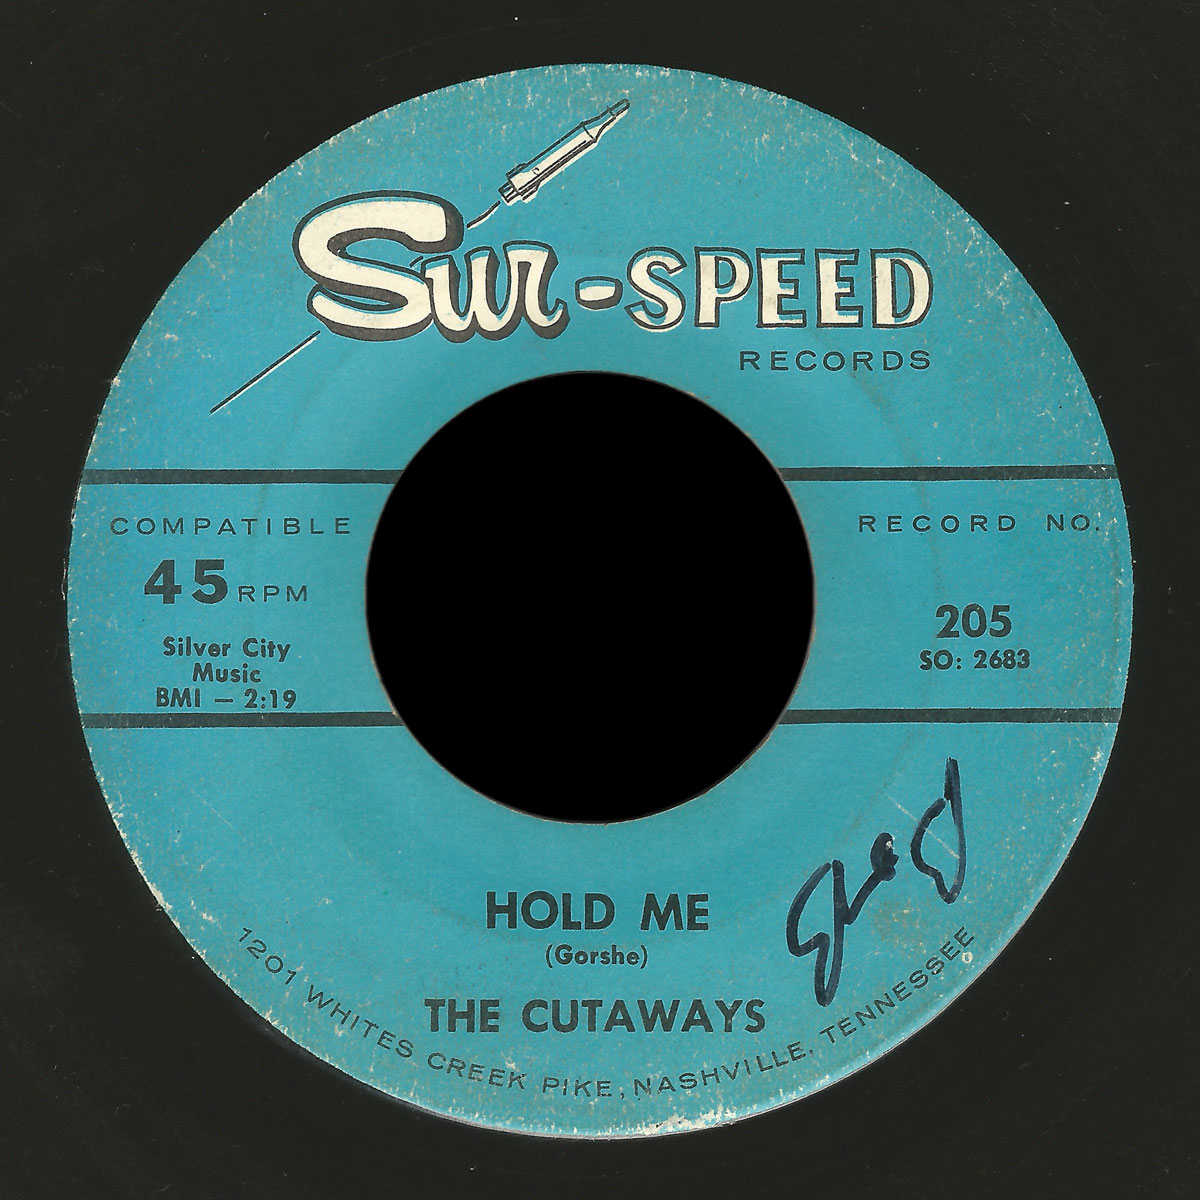 Sur-SPEED
RECORDS
COMPATIBLE
45 RPM
Silver City
Music
BMI — 2:19
RECORD NO.
205
SO: 2683
HOLD ME
(Gorshe)
THE CUTAWAYS
1201 WHITES CREEK PIKE, NASHVILLE, TENNESSEE